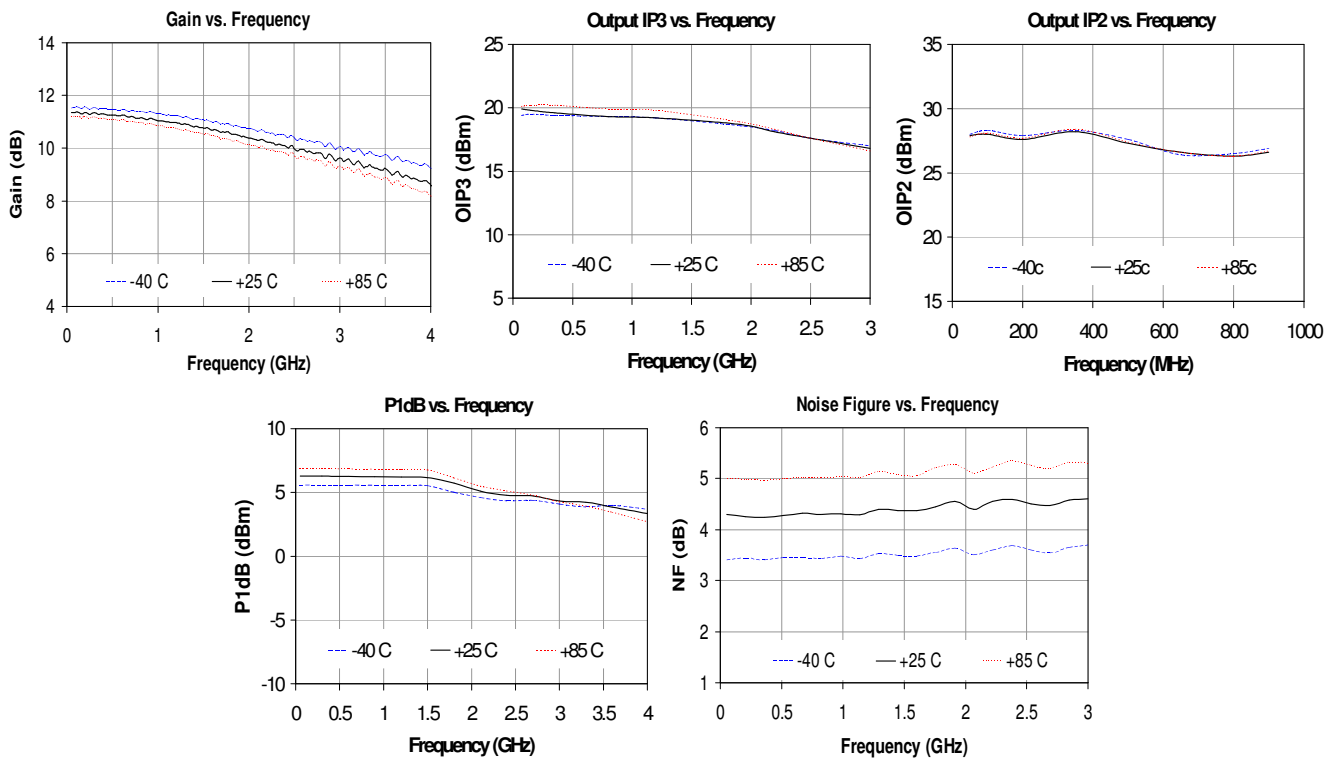 Gain vs. Frequency
14
12
10
8
6
4
Gain (dB)
-40 C
+25 C
+85 C
0
1
2
3
4
Frequency (GHz)
Output IP3 vs. Frequency
25
20
15
10
5
OIP3 (dBm)
-40 C
+25 C
+85 C
0
0.5
1
1.5
2
2.5
3
Frequency (GHz)
Output IP2 vs. Frequency
35
30
25
20
15
OIP2 (dBm)
-40c
+25c
+85c
0
200
400
600
800
1000
Frequency (MHz)
P1dB vs. Frequency
10
5
0
-5
-10
P1dB (dBm)
-40 C
+25 C
+85 C
0
0.5
1
1.5
2
2.5
3
3.5
4
Frequency (GHz)
Noise Figure vs. Frequency
6
5
4
3
2
1
NF (dB)
-40 C
+25 C
+85 C
0
0.5
1
1.5
2
2.5
3
Frequency (GHz)